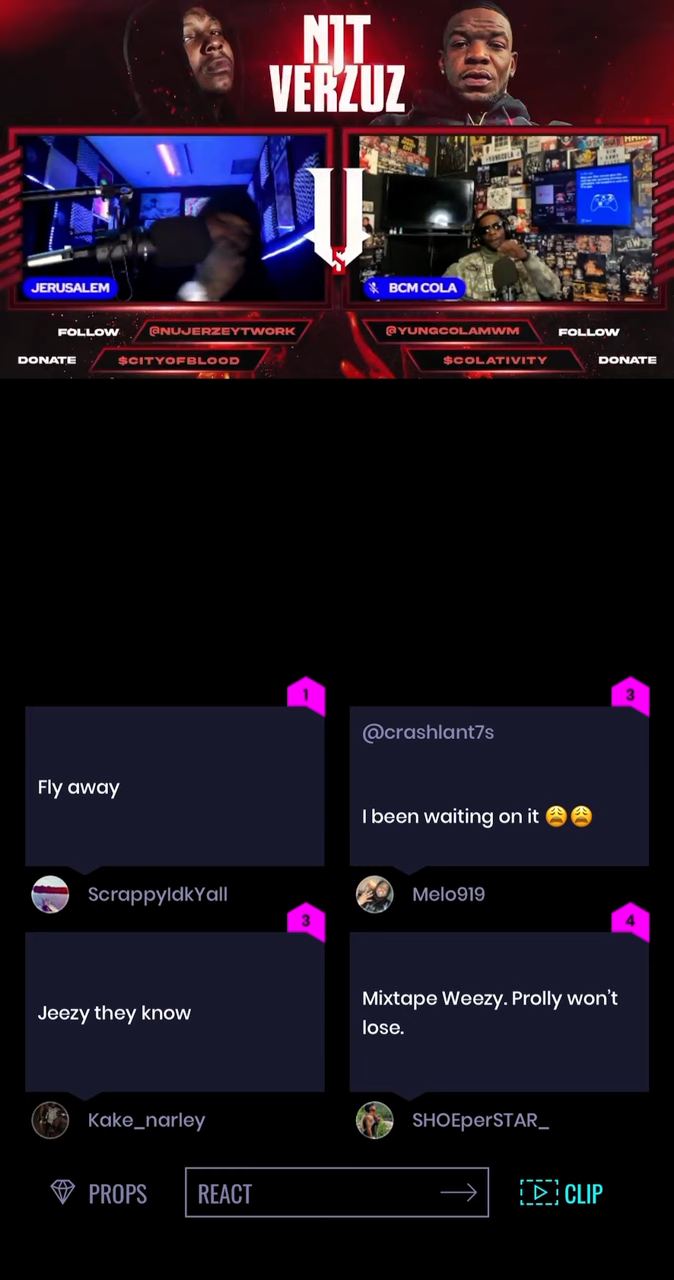 NJT
VERZUZ
JERUSALEM
BCM COLA
FOLLOW
@NUJERZEYTWORK
@YUNGCOLAMWM
FOLLOW
DONATE
$CITYOFBLOOD
$COLATIVITY
DONATE
1
Fly away
ScrappyIdkYall
3
@crashlant7s
I been waiting on it 😩😩
Melo919
3
Jeezy they know
Kake_narley
4
Mixtape Weezy. Prolly won’t
lose.
SHOEperSTAR_
PROPS
REACT
CLIP